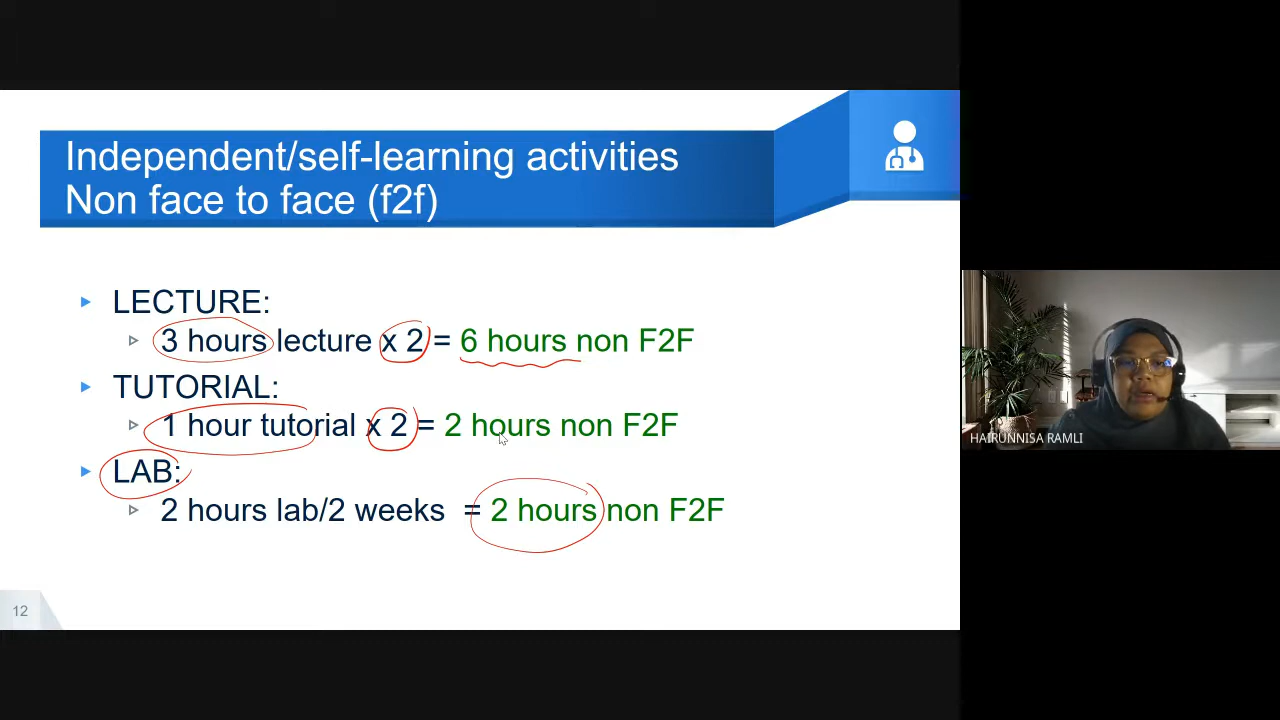 Independent/self-learning activities
Non face to face (f2f)
LECTURE:
3 hours lecture x 2 = 6 hours non F2F
TUTORIAL:
1 hour tutorial x 2 = 2 hours non F2F
LAB:
2 hours lab/2 weeks = 2 hours non F2F
12
HAIRUNNISA RAMLI